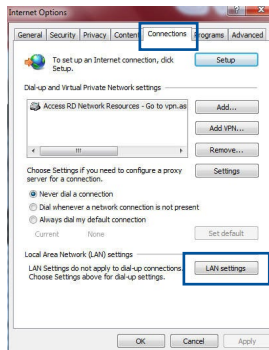 Internet Options
General Security Privacy Content Connections Programs Advanced
To set up an Internet connection, click
Setup.
Setup
Dial-up and Virtual Private Network settings
Access RD Network Resources - Go to vpn.as
Add...
Add VPN...
Remove...
Choose Settings if you need to configure a proxy
server for a connection.
Settings
Never dial a connection
Dial whenever a network connection is not present
Always dial my default connection
Current None
Set default
Local Area Network (LAN) settings
LAN Settings do not apply to dial-up connections.
Choose Settings above for dial-up settings.
LAN settings
OK Cancel Apply